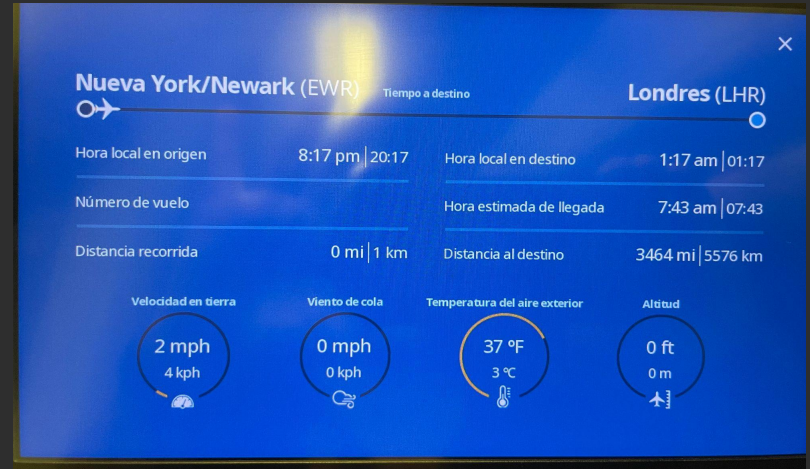 Nueva York/Newark (EWR)
Tiempo a destino
Londres (LHR)
Hora local en origen 8:17 pm | 20:17
Hora local en destino 1:17 am | 01:17
Número de vuelo
Hora estimada de llegada 7:43 am | 07:43
Distancia recorrida 0 mi | 1 km
Distancia al destino 3464 mi | 5576 km
Velocidad en tierra
2 mph
4 kph
Viento de cola
0 mph
0 kph
Temperatura del aire exterior
37 ºF
3 ºC
Altitud
0 ft
0 m